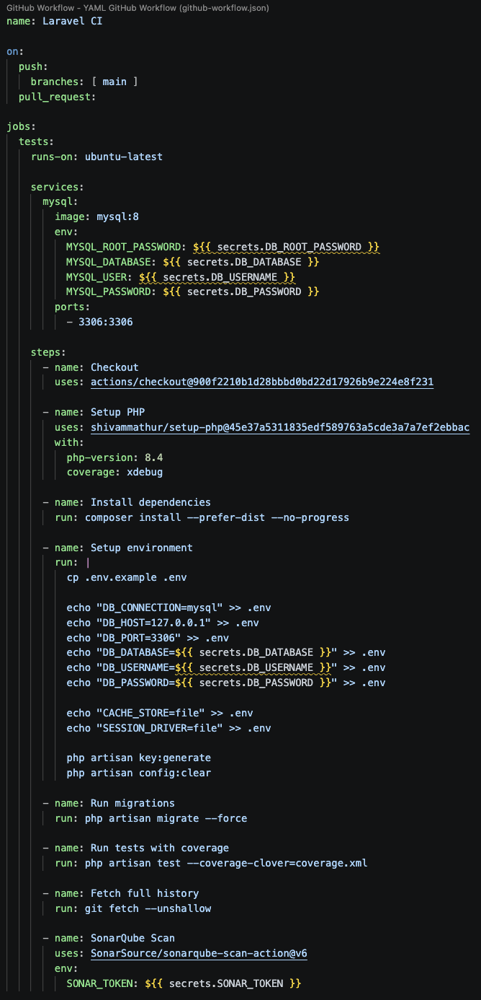 GitHub Workflow - YAML GitHub Workflow (github-workflow.json)
name: Laravel CI

on:
  push:
    branches: [ main ]
  pull_request:

jobs:
  tests:
    runs-on: ubuntu-latest

    services:
      mysql:
        image: mysql:8
        env:
          MYSQL_ROOT_PASSWORD: ${{ secrets.DB_ROOT_PASSWORD }}
          MYSQL_DATABASE: ${{ secrets.DB_DATABASE }}
          MYSQL_USER: ${{ secrets.DB_USERNAME }}
          MYSQL_PASSWORD: ${{ secrets.DB_PASSWORD }}
        ports:
          - 3306:3306

    steps:
      - name: Checkout
        uses: actions/checkout@900f2210b1d28bbbd0bd22d17926b9e224e8f231

      - name: Setup PHP
        uses: shivammathur/setup-php@45e37a5311835edf589763a5cde3a7a7ef2ebbac
        with:
          php-version: 8.4
          coverage: xdebug

      - name: Install dependencies
        run: composer install --prefer-dist --no-progress

      - name: Setup environment
        run: |
          cp .env.example .env

          echo "DB_CONNECTION=mysql" >> .env
          echo "DB_HOST=127.0.0.1" >> .env
          echo "DB_PORT=3306" >> .env
          echo "DB_DATABASE=${{ secrets.DB_DATABASE }}" >> .env
          echo "DB_USERNAME=${{ secrets.DB_USERNAME }}" >> .env
          echo "DB_PASSWORD=${{ secrets.DB_PASSWORD }}" >> .env

          echo "CACHE_STORE=file" >> .env
          echo "SESSION_DRIVER=file" >> .env

          php artisan key:generate
          php artisan config:clear

      - name: Run migrations
        run: php artisan migrate --force

      - name: Run tests with coverage
        run: php artisan test --coverage-clover=coverage.xml

      - name: Fetch full history
        run: git fetch --unshallow

      - name: SonarQube Scan
        uses: SonarSource/sonarqube-scan-action@v6
        env:
          SONAR_TOKEN: ${{ secrets.SONAR_TOKEN }}